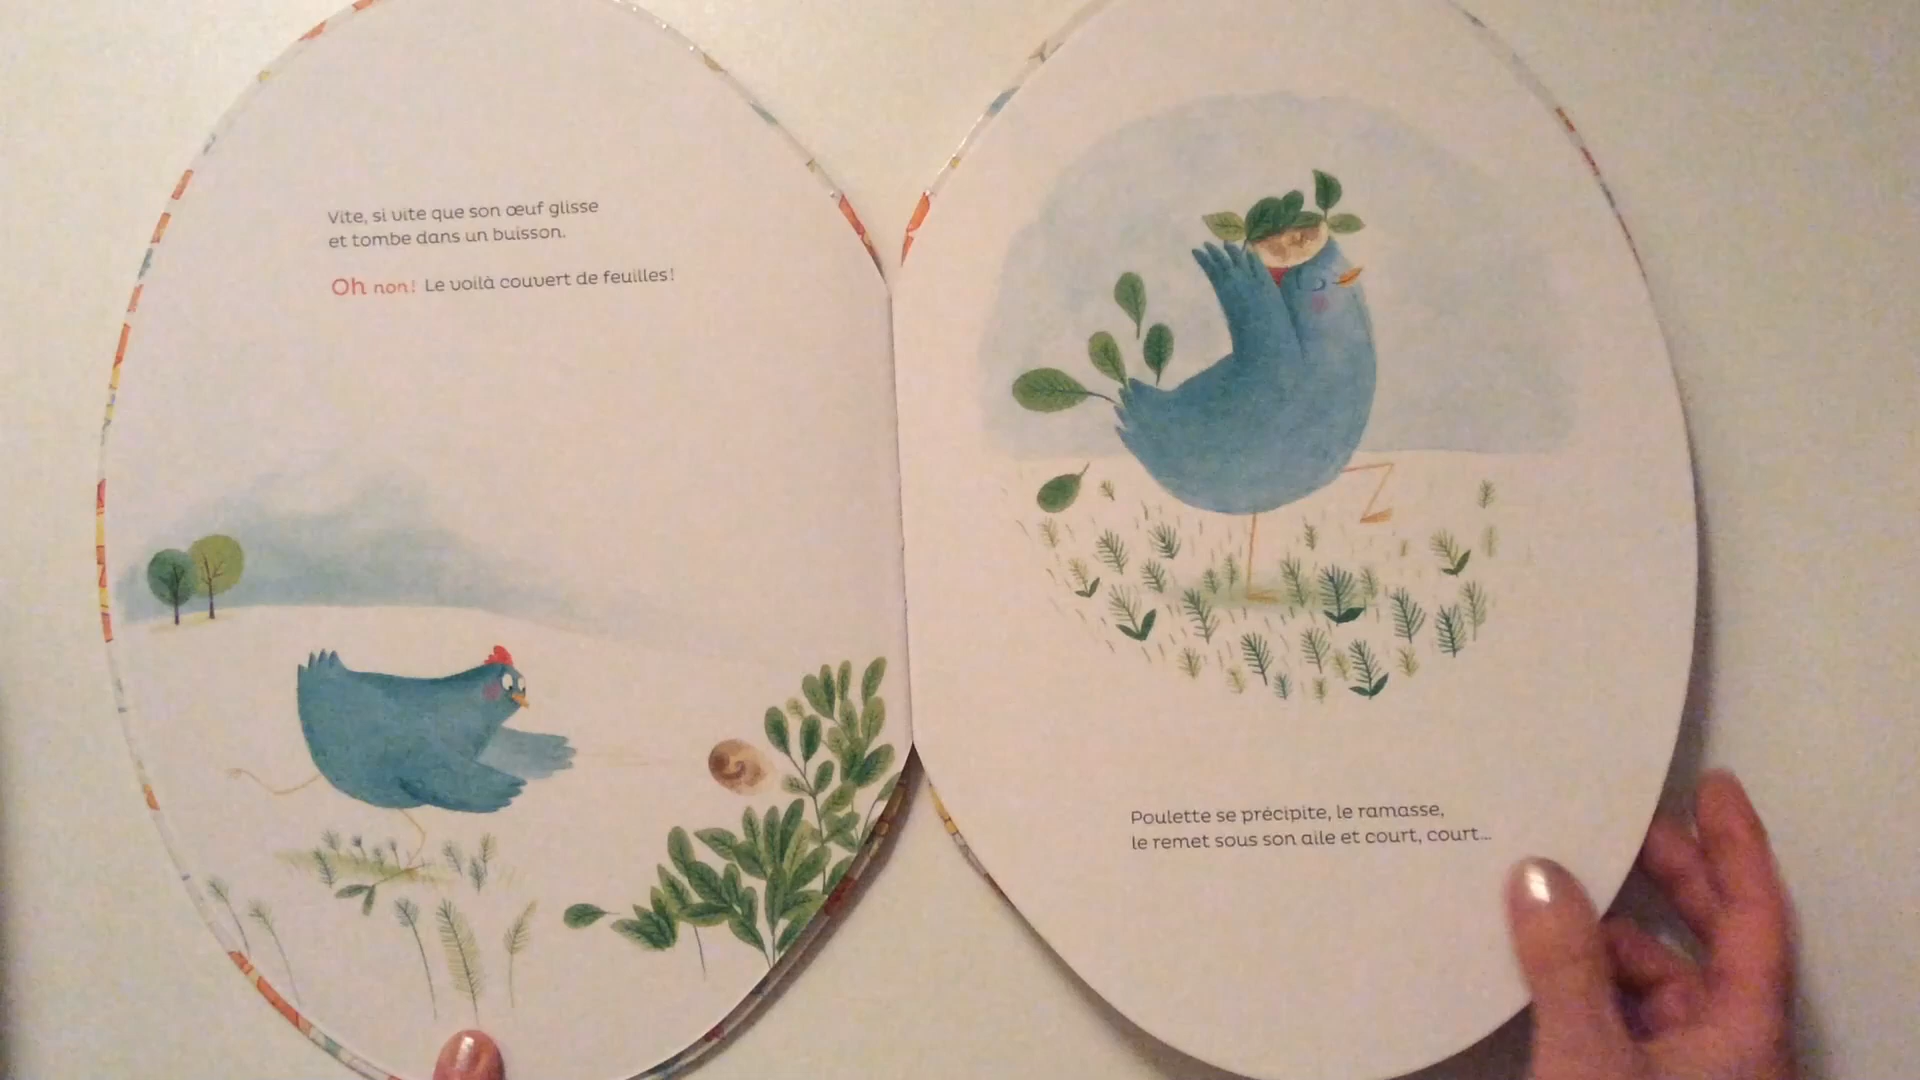 Vite, si vite que son œuf glisse
et tombe dans un buisson.
Oh non! Le voilà couvert de feuilles!
Poulette se précipite, le ramasse,
le remet sous son aile et court, court...